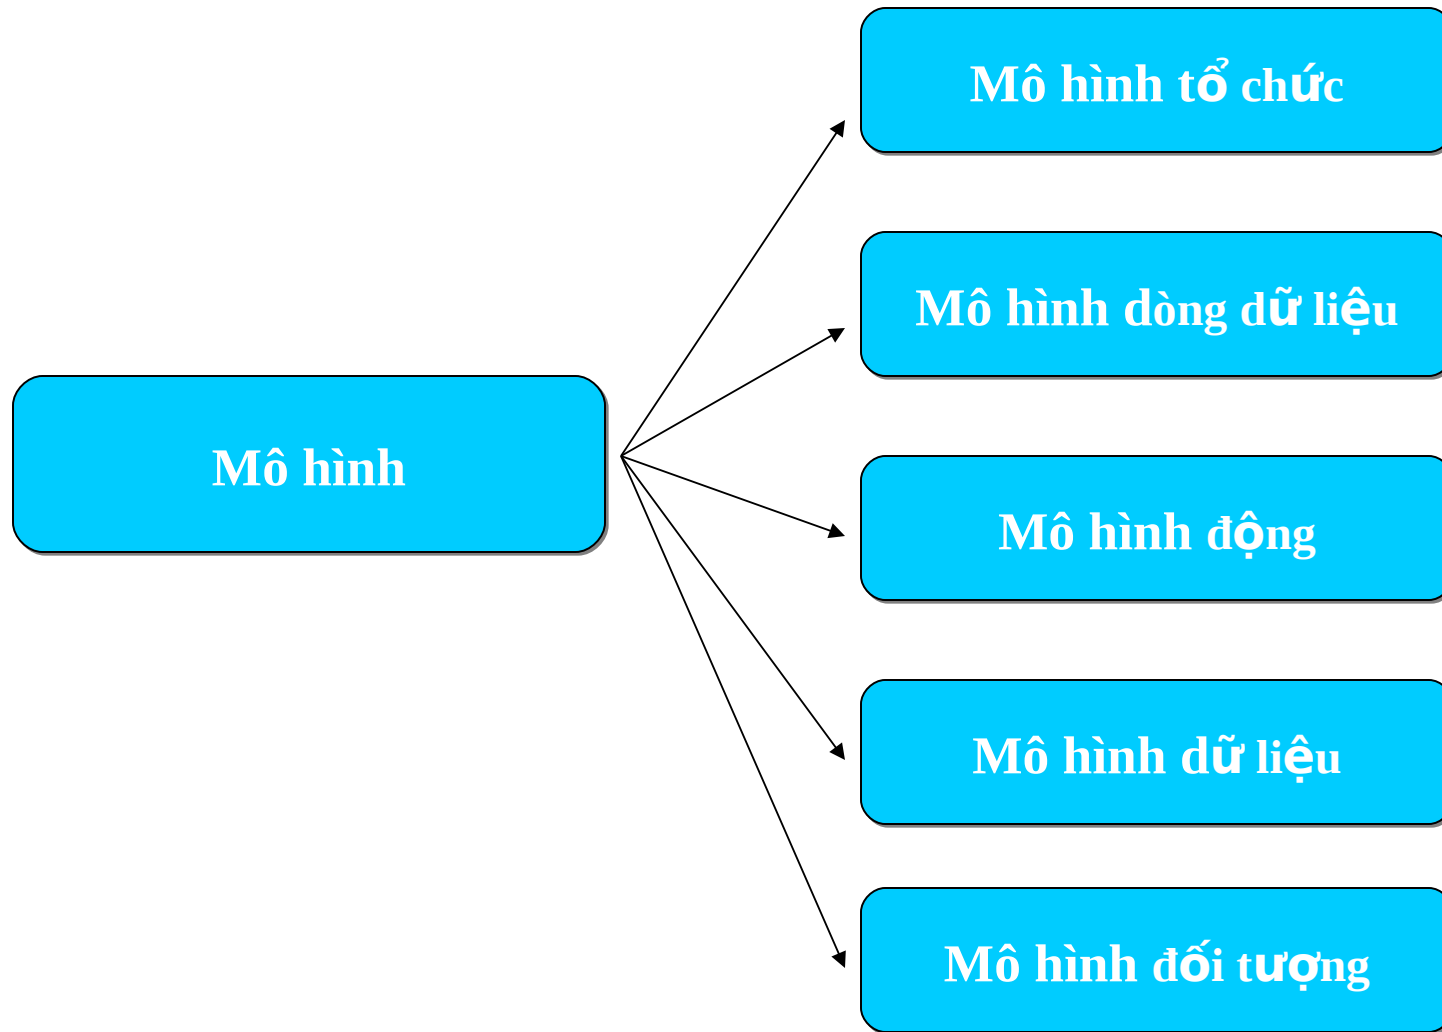 Mô hình tổ chức
Mô hình dòng dữ liệu
Mô hình
Mô hình động
Mô hình dữ liệu
Mô hình đối tượng